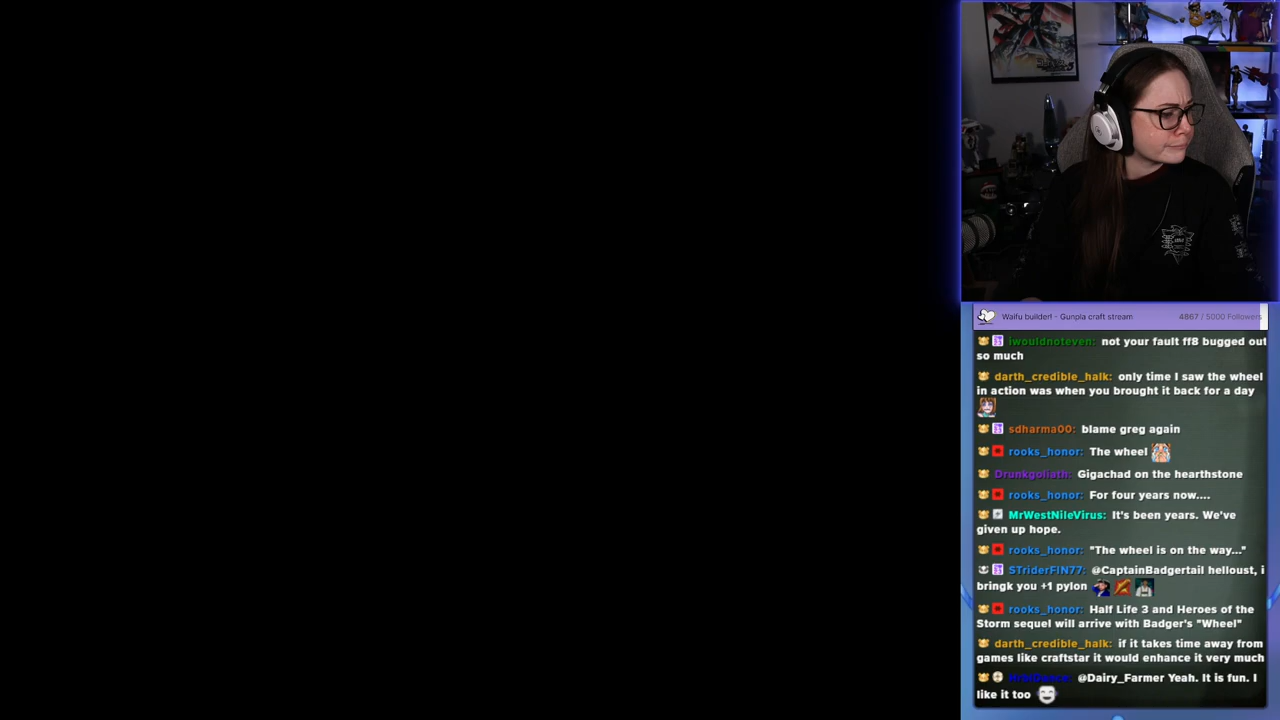 Waifu builder! - Gunpla craft stream 4867 / 5000 Followers
iwouldnoteven: not your fault ff8 bugged out
so much
darth_credible_halk: only time I saw the wheel
in action was when you brought it back for a day
sdharma00: blame greg again
rooks_honor: The wheel
Drunkgoliath: Gigachad on the hearthstone
rooks_honor: For four years now....
MrWestNileVirus: It's been years. We've
given up hope.
rooks_honor: "The wheel is on the way..."
STriderFIN77: @CaptainBadgertail helloust, i
bringk you +1 pylon
rooks_honor: Half Life 3 and Heroes of the
Storm sequel will arrive with Badger's "Wheel"
darth_credible_halk: if it takes time away from
games like craftstar it would enhance it very much
@Dairy_Farmer Yeah. It is fun. I
like it too